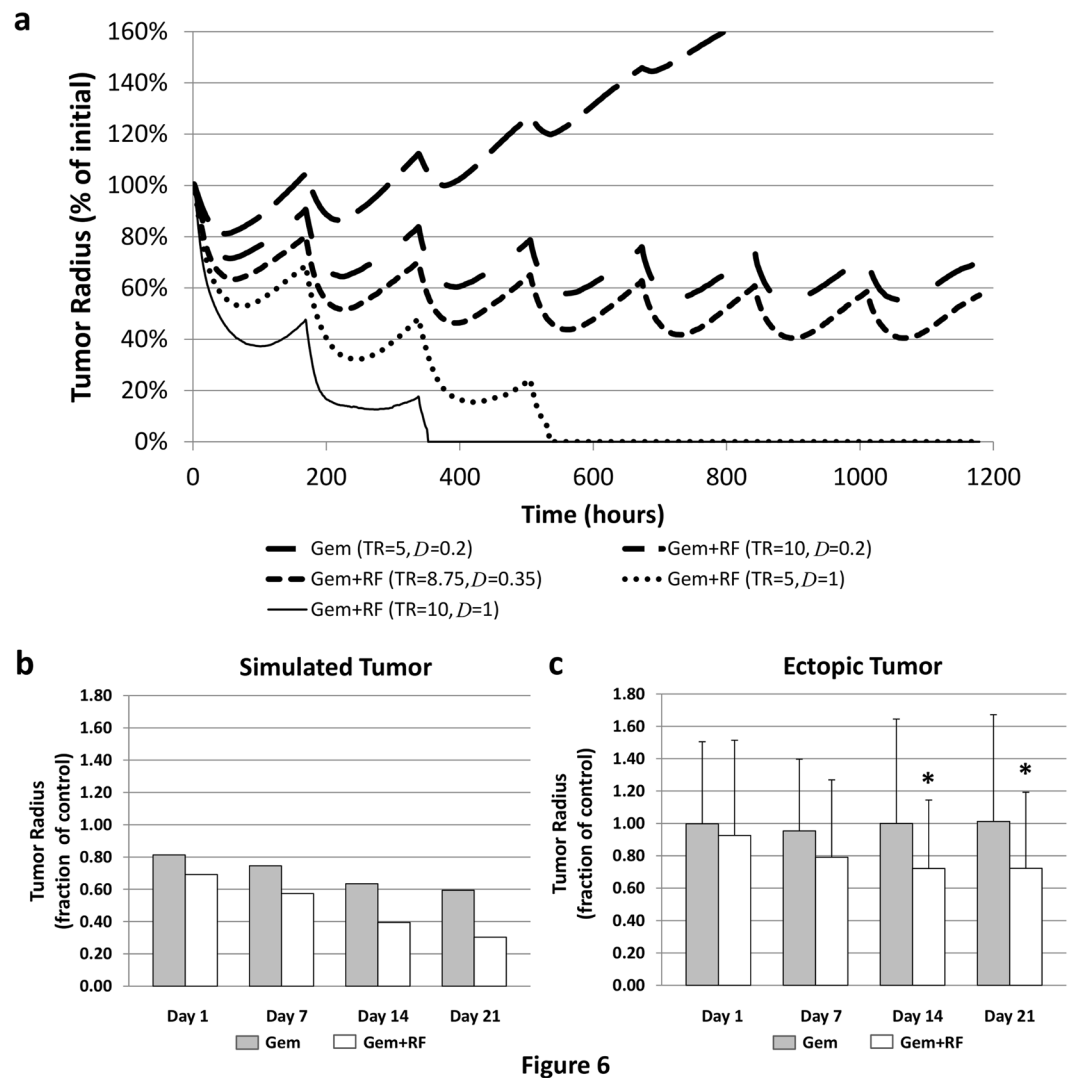 a
160%
140%
120%
100%
80%
60%
40%
20%
0%
Tumor Radius (% of initial)
0 200 400 600 800 1000 1200
Time (hours)
Gem (TR=5, D=0.2) Gem+RF (TR=10, D=0.2)
Gem+RF (TR=8.75, D=0.35) Gem+RF (TR=5, D=1)
Gem+RF (TR=10, D=1)
b
Simulated Tumor
1.80
1.60
1.40
1.20
1.00
0.80
0.60
0.40
0.20
0.00
Tumor Radius
(fraction of control)
Day 1 Day 7 Day 14 Day 21
Gem Gem+RF
c
Ectopic Tumor
1.80
1.60
1.40
1.20
1.00
0.80
0.60
0.40
0.20
0.00
Tumor Radius
(fraction of control)
* *
Day 1 Day 7 Day 14 Day 21
Gem Gem+RF
Figure 6